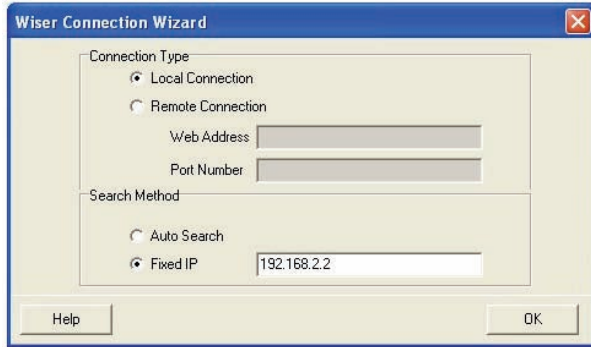 Wiser Connection Wizard
Connection Type
Local Connection
Remote Connection
Web Address
Port Number
Search Method
Auto Search
Fixed IP 192.168.2.2
Help OK